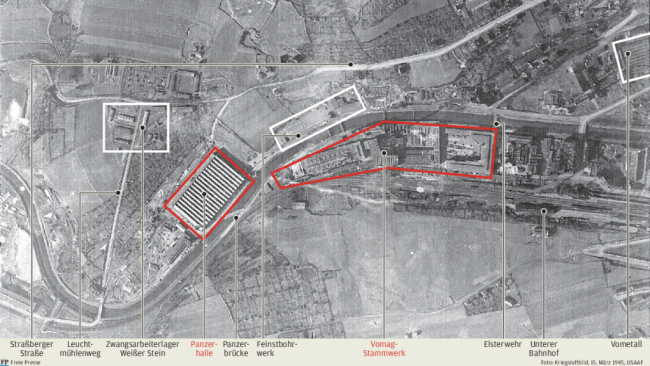 Straßberger
Straße
Leucht-
mühlenweg
Zwangsarbeiterlager
Weißer Stein
Panzer-
halle
Panzer-
brücke
Feinstbohr-
werk
Vomag-
Stammwerk
Elsterwehr
Unterer
Bahnhof
Vometall
FP Freie Presse
Foto: Kriegsluftbild, 15. März 1945, USAAF